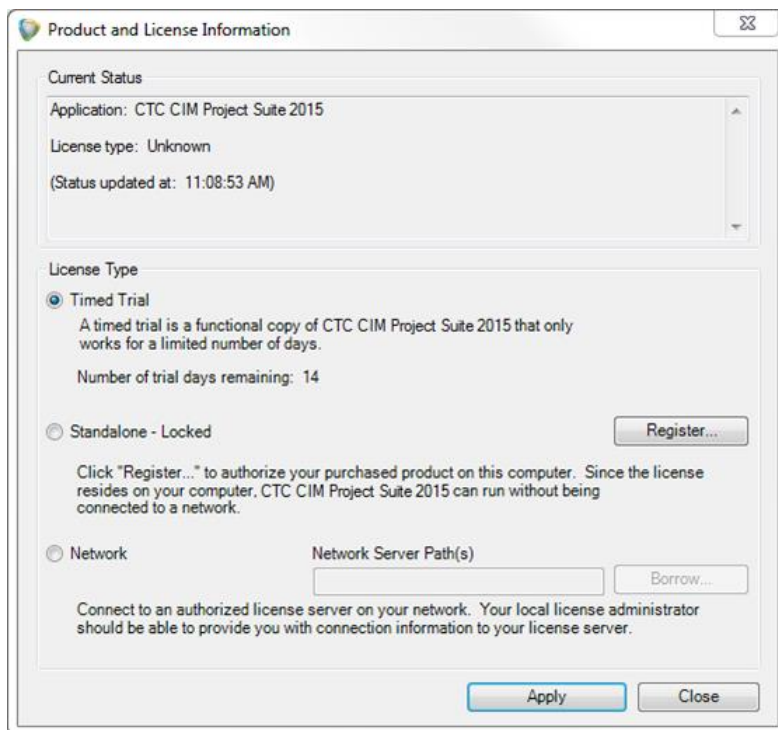 Product and License Information
Current Status
Application: CTC CIM Project Suite 2015
License type: Unknown
(Status updated at: 11:08:53 AM)
License Type
Timed Trial
A timed trial is a functional copy of CTC CIM Project Suite 2015 that only
works for a limited number of days.
Number of trial days remaining: 14
Standalone - Locked
Register...
Click "Register..." to authorize your purchased product on this computer. Since the license
resides on your computer, CTC CIM Project Suite 2015 can run without being
connected to a network.
Network
Network Server Path(s)
Borrow...
Connect to an authorized license server on your network. Your local license administrator
should be able to provide you with connection information to your license server.
Apply
Close